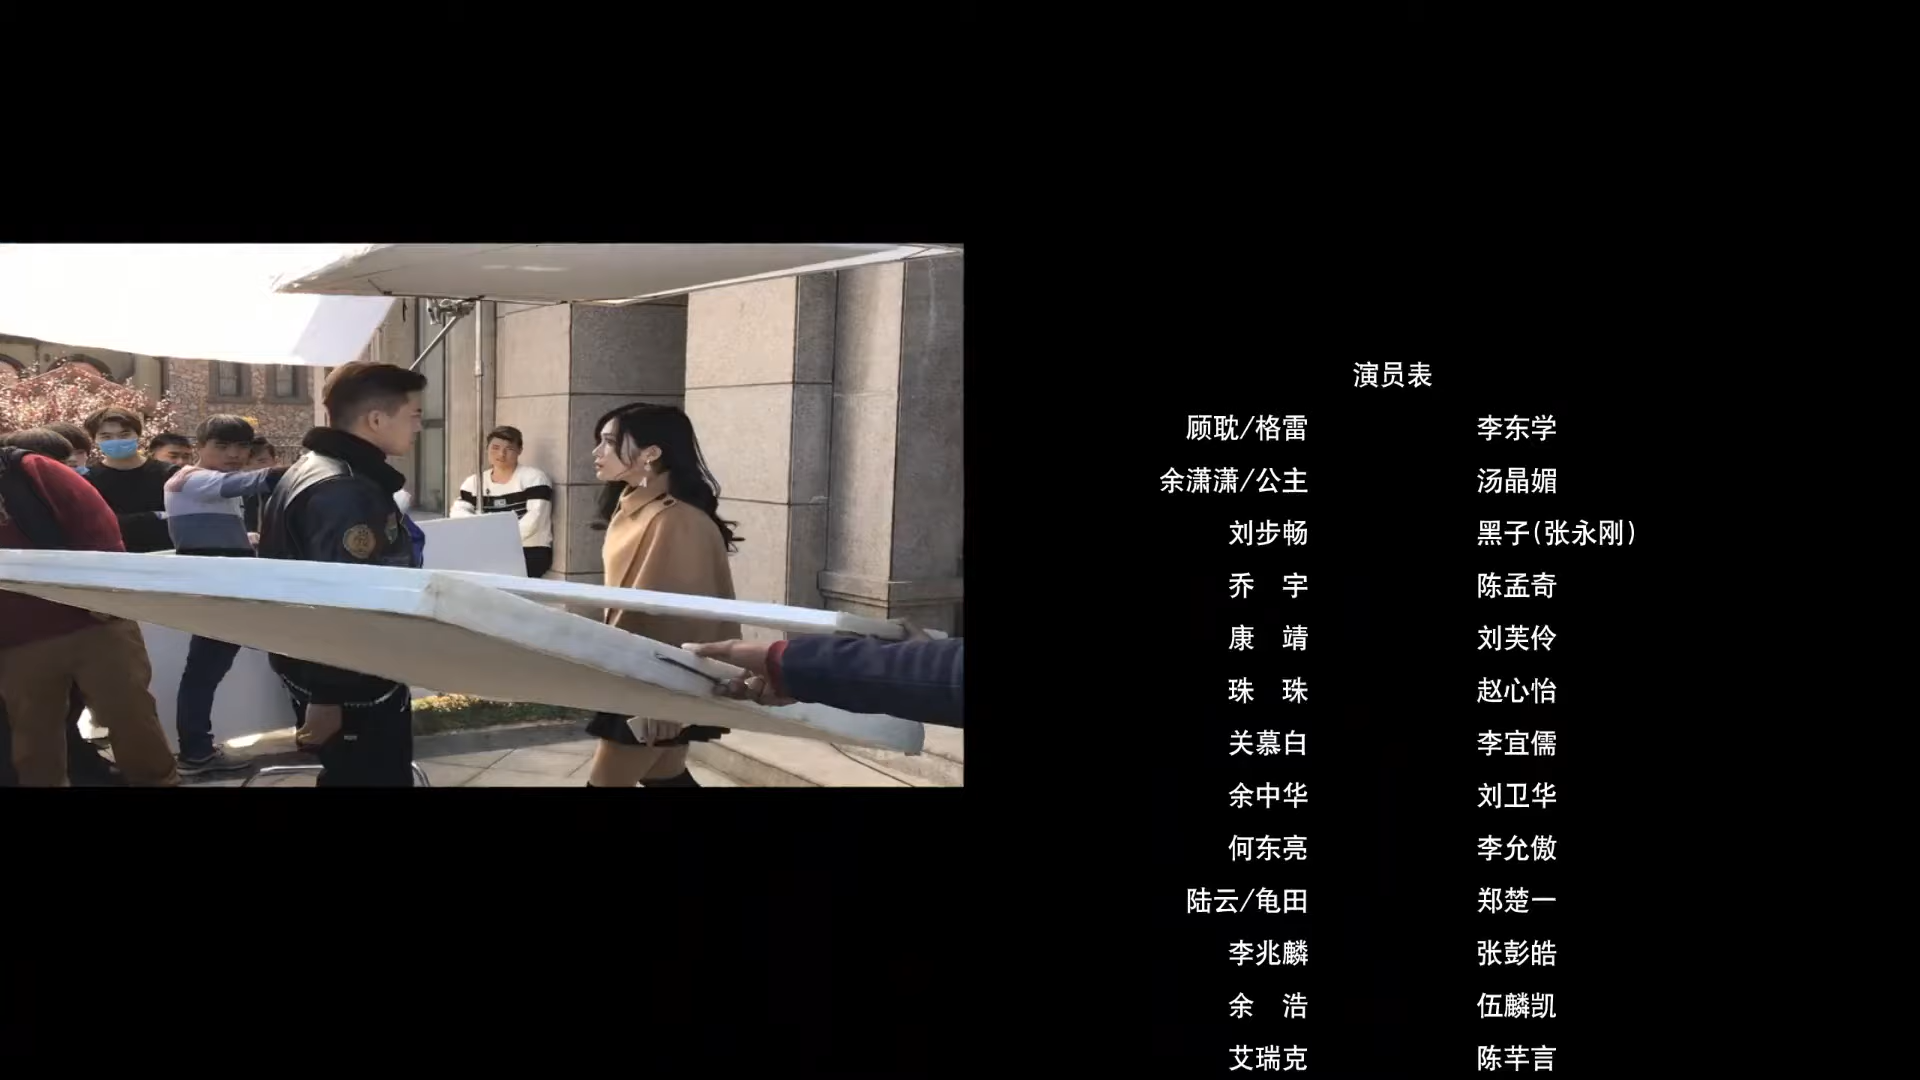 演员表
顾耽/格雷 李东学
余潇潇/公主 汤晶媚
刘步畅 黑子(张永刚)
乔 宇 陈孟奇
康 靖 刘芙伶
珠 珠 赵心怡
关慕白 李宜儒
余中华 刘卫华
何东亮 李允傲
陆云/龟田 郑楚一
李兆麟 张彭皓
余 浩 伍麟凯
艾瑞克 陈芊言